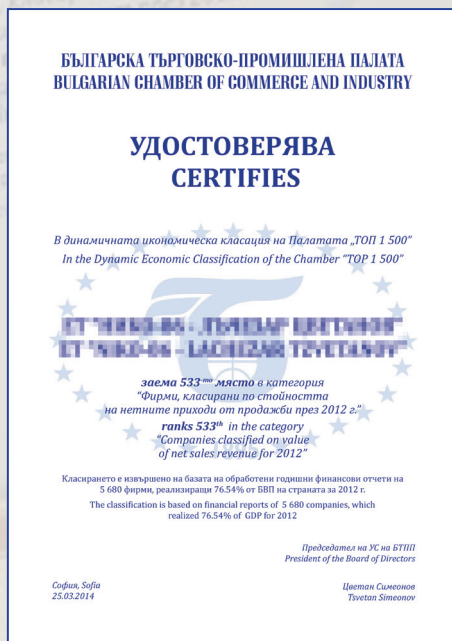 БЪЛГАРСКА ТЪРГОВСКО-ПРОМИШЛЕНА ПАЛАТА
BULGARIAN CHAMBER OF COMMERCE AND INDUSTRY
УДОСТОВЕРЯВА
CERTIFIES
В динамичната икономическа класация на Палатата „ТОП 1 500”
In the Dynamic Economic Classification of the Chamber “TOP 1 500”
заема 533-то място в категория
“Фирми, класирани по стойността
на нетните приходи от продажби през 2012 г.”
ranks 533th in the category
“Companies classified on value
of net sales revenue for 2012”
Класирането е извършено на базата на обработени годишни финансови отчети на
5 680 фирми, реализиращи 76.54% от БВП на страната за 2012 г.
The classification is based on financial reports of 5 680 companies, which
realized 76.54% of GDP for 2012
Председател на УС на БТПП
President of the Board of Directors
София, Sofia
25.03.2014
Цветан Симеонов
Tsvetan Simeonov